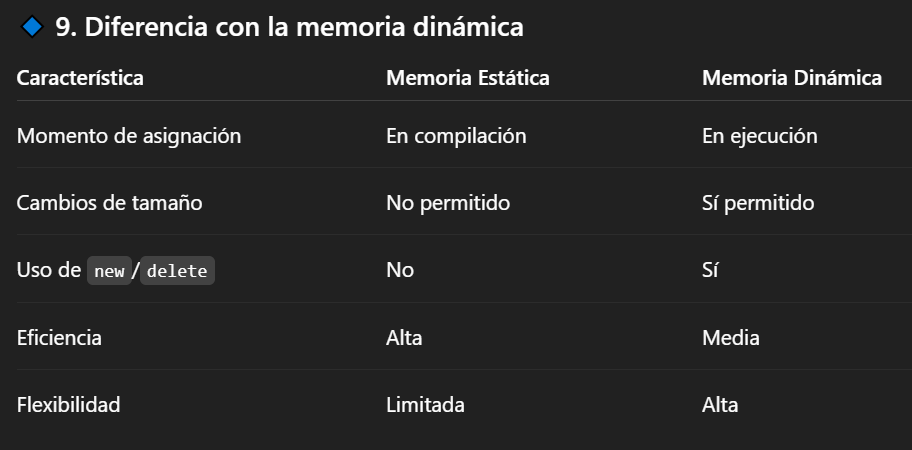 9. Diferencia con la memoria dinámica
Característica Memoria Estática Memoria Dinámica
Momento de asignación En compilación En ejecución
Cambios de tamaño No permitido Sí permitido
Uso de new/delete No Sí
Eficiencia Alta Media
Flexibilidad Limitada Alta